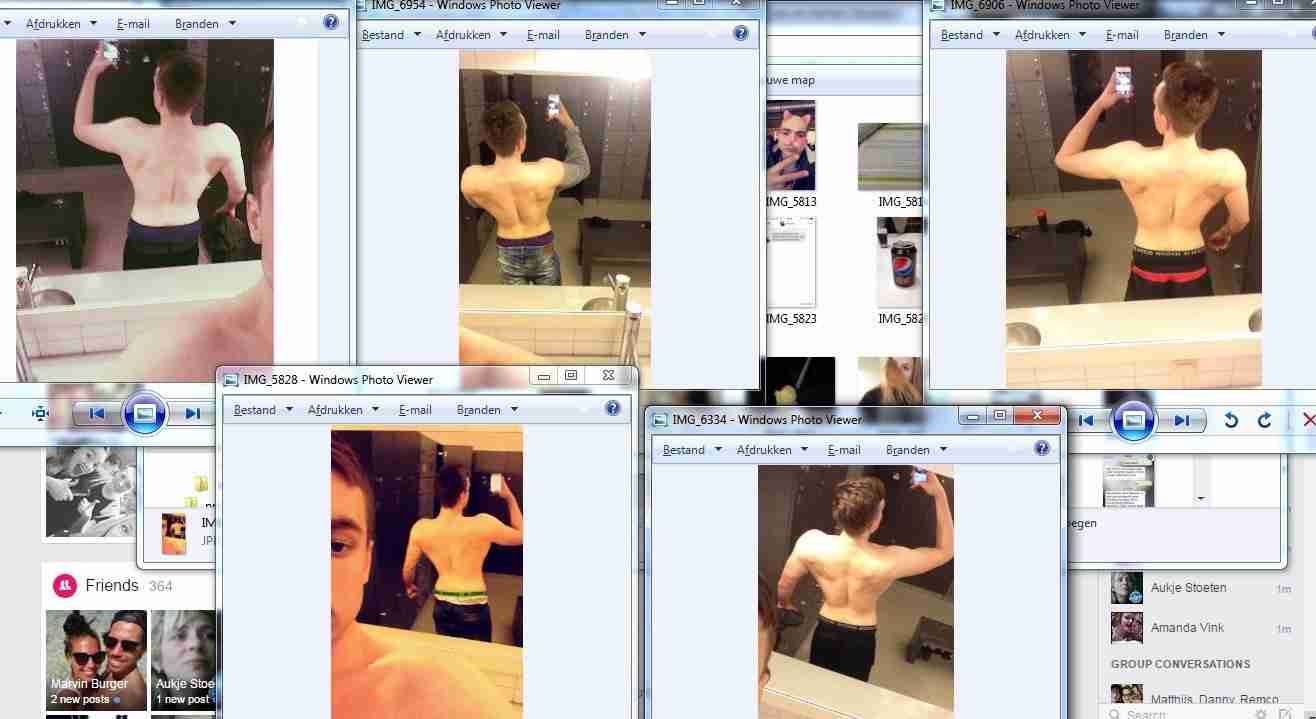 Afdrukken E-mail Branden
IMG_6954 - Windows Photo Viewer
Bestand Afdrukken E-mail Branden
IMG_6906 - Windows Photo Viewer
Bestand Afdrukken E-mail Branden
uwe map
IMG_5813
IMG_581
IMG_5823
IMG_582
IMG_5828 - Windows Photo Viewer
Bestand Afdrukken E-mail Branden
IMG_6334 - Windows Photo Viewer
Bestand Afdrukken E-mail Branden
IM
JPE
egen
Friends 364
Marvin Burger
2 new posts
Aukje Stoe
1 new post
Aukje Stoeten 1m
Amanda Vink 1m
GROUP CONVERSATIONS
Matthijs, Danny, Remco
Search